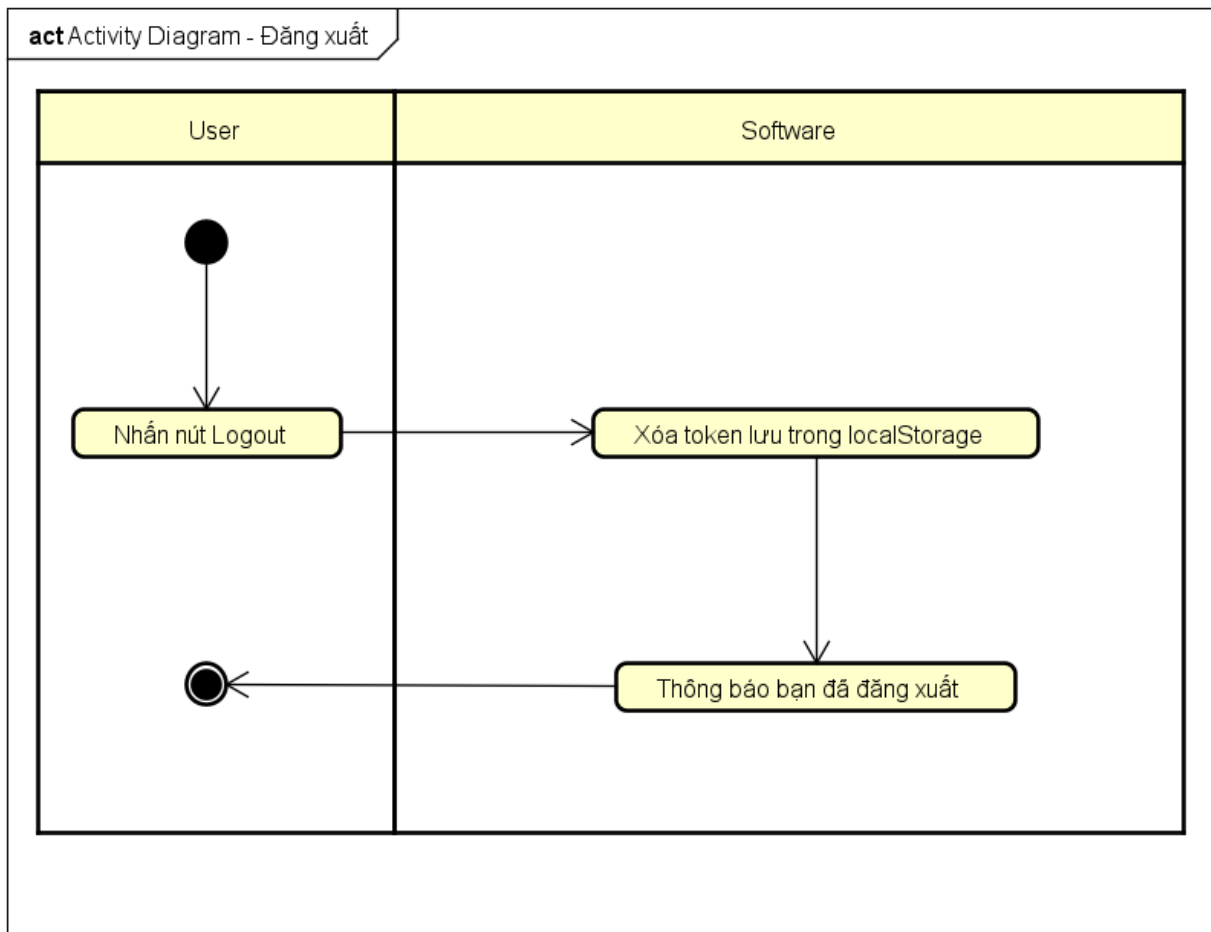 act Activity Diagram - Đăng xuất
User
Software
Nhấn nút Logout
Xóa token lưu trong localStorage
Thông báo bạn đã đăng xuất